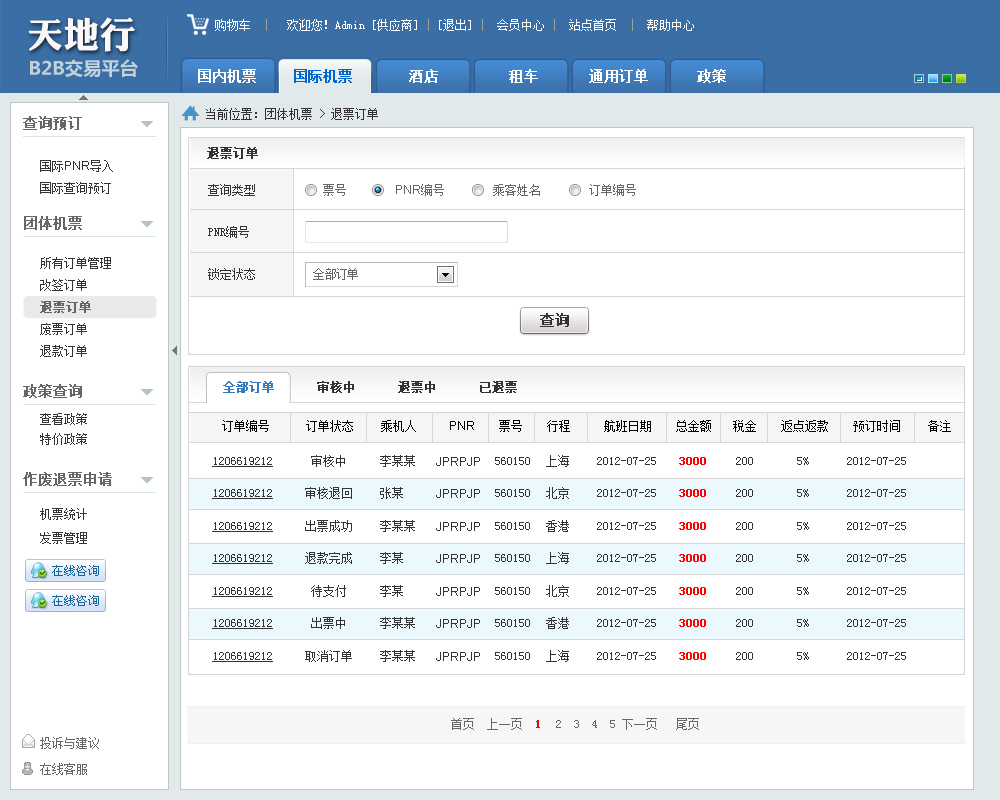 天地行
B2B交易平台
购物车 | 欢迎您! Admin [供应商] | [退出] | 会员中心 | 站点首页 | 帮助中心
国内机票 国际机票 酒店 租车 通用订单 政策
查询预订
国际PNR导入
国际查询预订
团体机票
所有订单管理
改签订单
退票订单
废票订单
退款订单
政策查询
查看政策
特价政策
作废退票申请
机票统计
发票管理
在线咨询
在线咨询
投诉与建议
在线客服
当前位置: 团体机票 > 退票订单
退票订单
查询类型 票号 PNR编号 乘客姓名 订单编号
PNR编号
锁定状态 全部订单
查询
全部订单 审核中 退票中 已退票
订单编号 订单状态 乘机人 PNR 票号 行程 航班日期 总金额 税金 返点返款 预订时间 备注
1206619212 审核中 李某某 JPRPJP 560150 上海 2012-07-25 3000 200 5% 2012-07-25
1206619212 审核退回 张某 JPRPJP 560150 北京 2012-07-25 3000 200 5% 2012-07-25
1206619212 出票成功 李某某 JPRPJP 560150 香港 2012-07-25 3000 200 5% 2012-07-25
1206619212 退款完成 李某 JPRPJP 560150 上海 2012-07-25 3000 200 5% 2012-07-25
1206619212 待支付 李某 JPRPJP 560150 北京 2012-07-25 3000 200 5% 2012-07-25
1206619212 出票中 李某某 JPRPJP 560150 香港 2012-07-25 3000 200 5% 2012-07-25
1206619212 取消订单 李某某 JPRPJP 560150 上海 2012-07-25 3000 200 5% 2012-07-25
首页 上一页 1 2 3 4 5 下一页 尾页